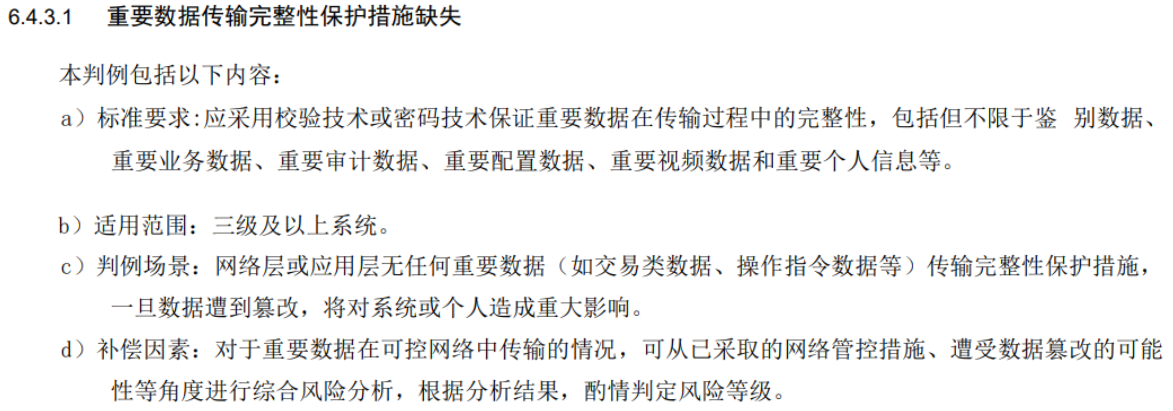 6.4.3.1 重要数据传输完整性保护措施缺失
本判例包括以下内容：
a）标准要求:应采用校验技术或密码技术保证重要数据在传输过程中的完整性，包括但不限于鉴 别数据、
重要业务数据、重要审计数据、重要配置数据、重要视频数据和重要个人信息等。
b）适用范围：三级及以上系统。
c）判例场景：网络层或应用层无任何重要数据（如交易类数据、操作指令数据等）传输完整性保护措施，
一旦数据遭到篡改，将对系统或个人造成重大影响。
d）补偿因素：对于重要数据在可控网络中传输的情况，可从已采取的网络管控措施、遭受数据篡改的可能
性等角度进行综合风险分析，根据分析结果，酌情判定风险等级。